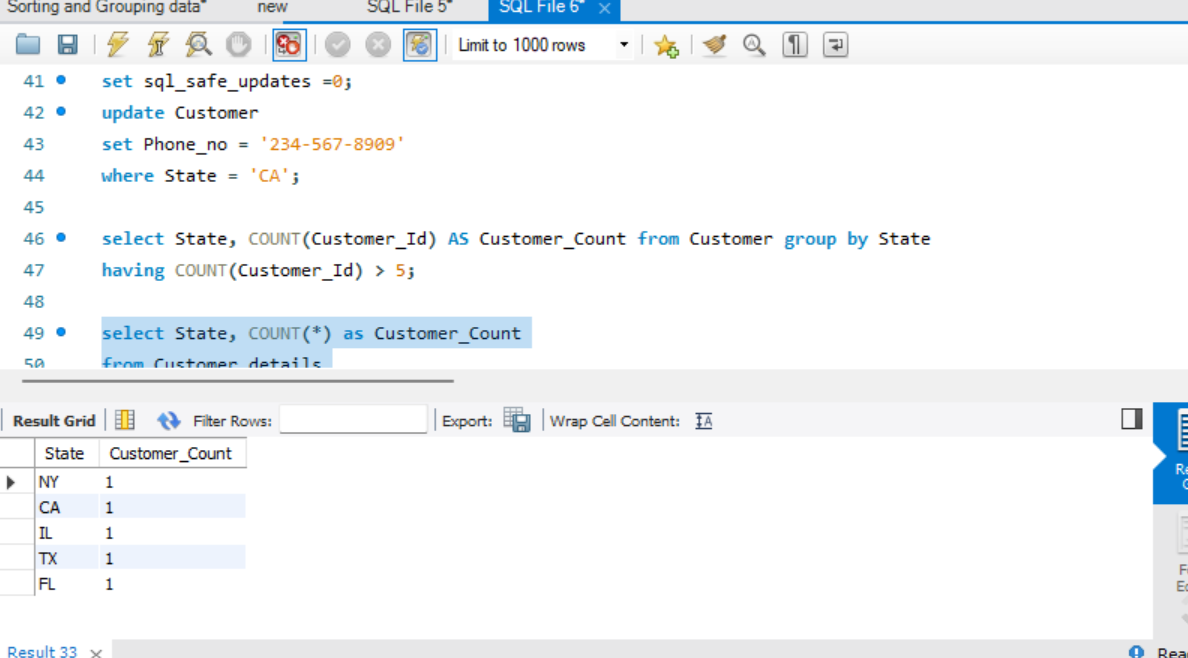 Sorting and Grouping data* new SQL File 5* SQL File 6* ×
Limit to 1000 rows
41 set sql_safe_updates =0;
42 update Customer
43 set Phone_no = '234-567-8909'
44 where State = 'CA';
45
46 select State, COUNT(Customer_Id) AS Customer_Count from Customer group by State
47 having COUNT(Customer_Id) > 5;
48
49 select State, COUNT(*) as Customer_Count
50 from Customer_details
Result Grid Filter Rows: Export: Wrap Cell Content: IA
State Customer_Count
NY 1
CA 1
IL 1
TX 1
FL 1
Result 33 ×